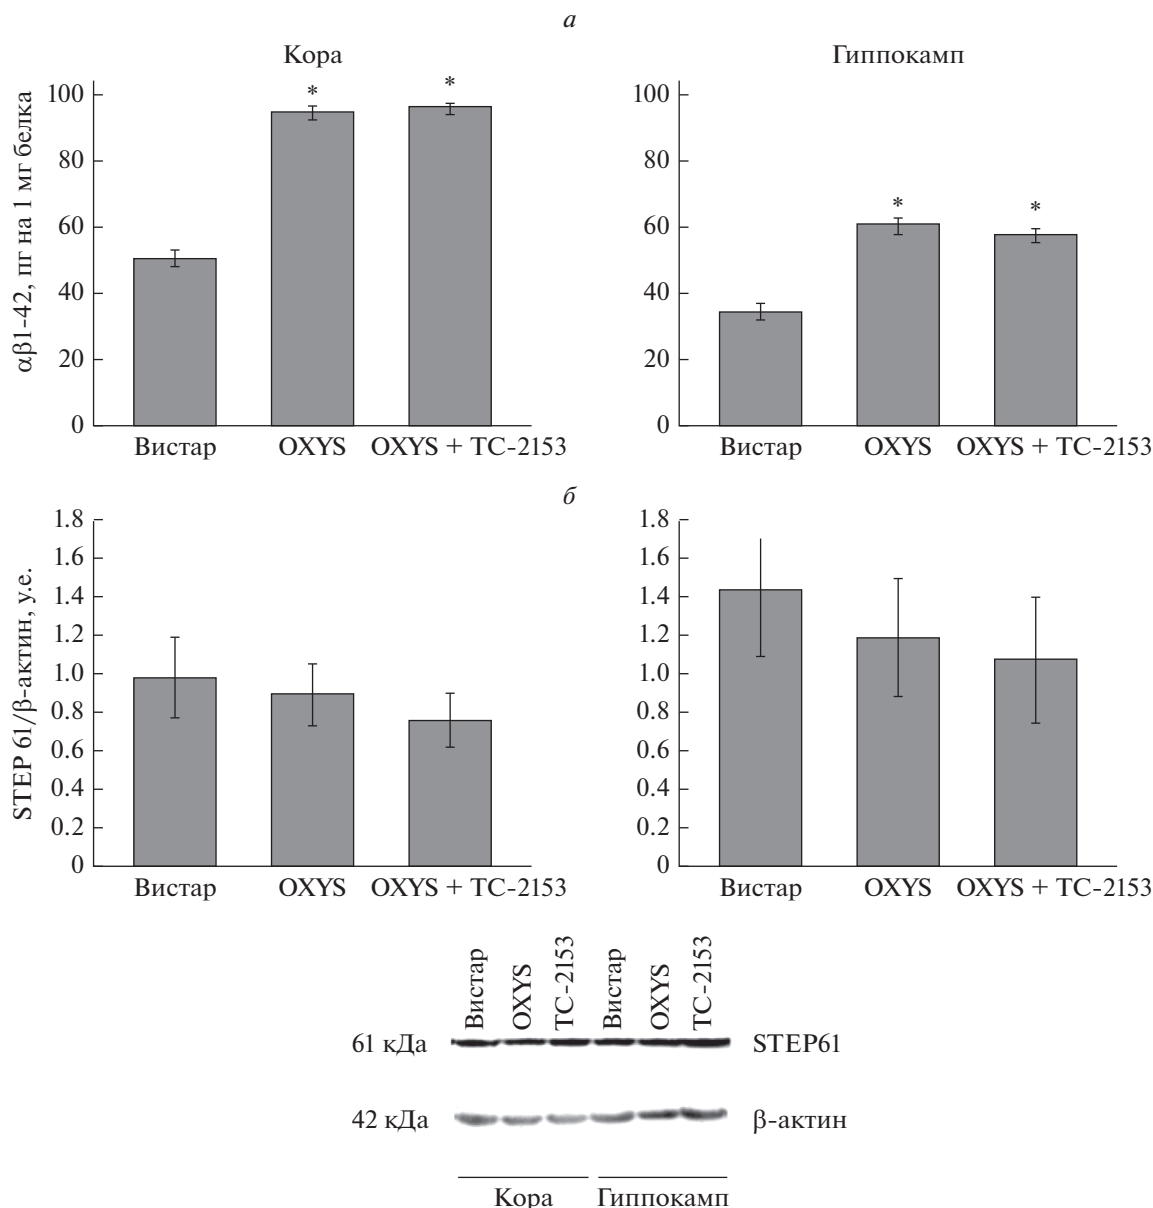 а
Кора
Гиппокамп
αβ1-42, пг на 1 мг белка
100
80
60
40
20
0
*
*
Вистар
OXYS
OXYS + TC-2153
100
80
60
40
20
0
*
*
Вистар
OXYS
OXYS + TC-2153
б
STEP 61/β-актин, у.е.
1.8
1.6
1.4
1.2
1.0
0.8
0.6
0.4
0.2
0
Вистар
OXYS
OXYS + TC-2153
1.8
1.6
1.4
1.2
1.0
0.8
0.6
0.4
0.2
0
Вистар
OXYS
OXYS + TC-2153
Вистар
OXYS
TC-2153
Вистар
OXYS
TC-2153
61 кДа
STEP61
42 кДа
β-актин
Кора
Гиппокамп